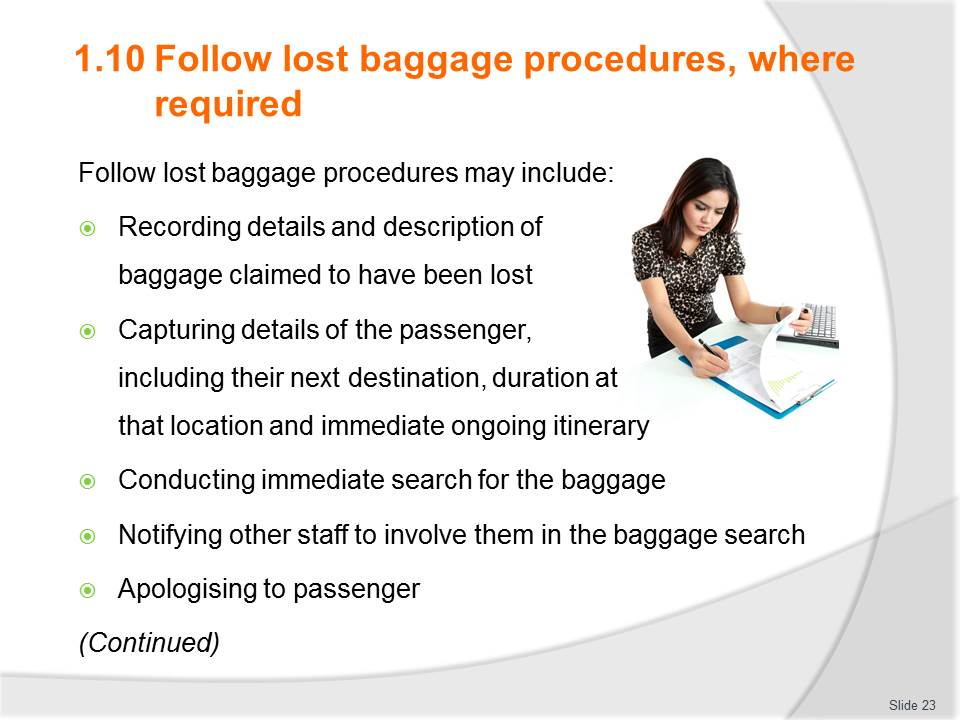 1.10 Follow lost baggage procedures, where
required
Follow lost baggage procedures may include:
Recording details and description of
baggage claimed to have been lost
Capturing details of the passenger,
including their next destination, duration at
that location and immediate ongoing itinerary
Conducting immediate search for the baggage
Notifying other staff to involve them in the baggage search
Apologising to passenger
(Continued)
Slide 23